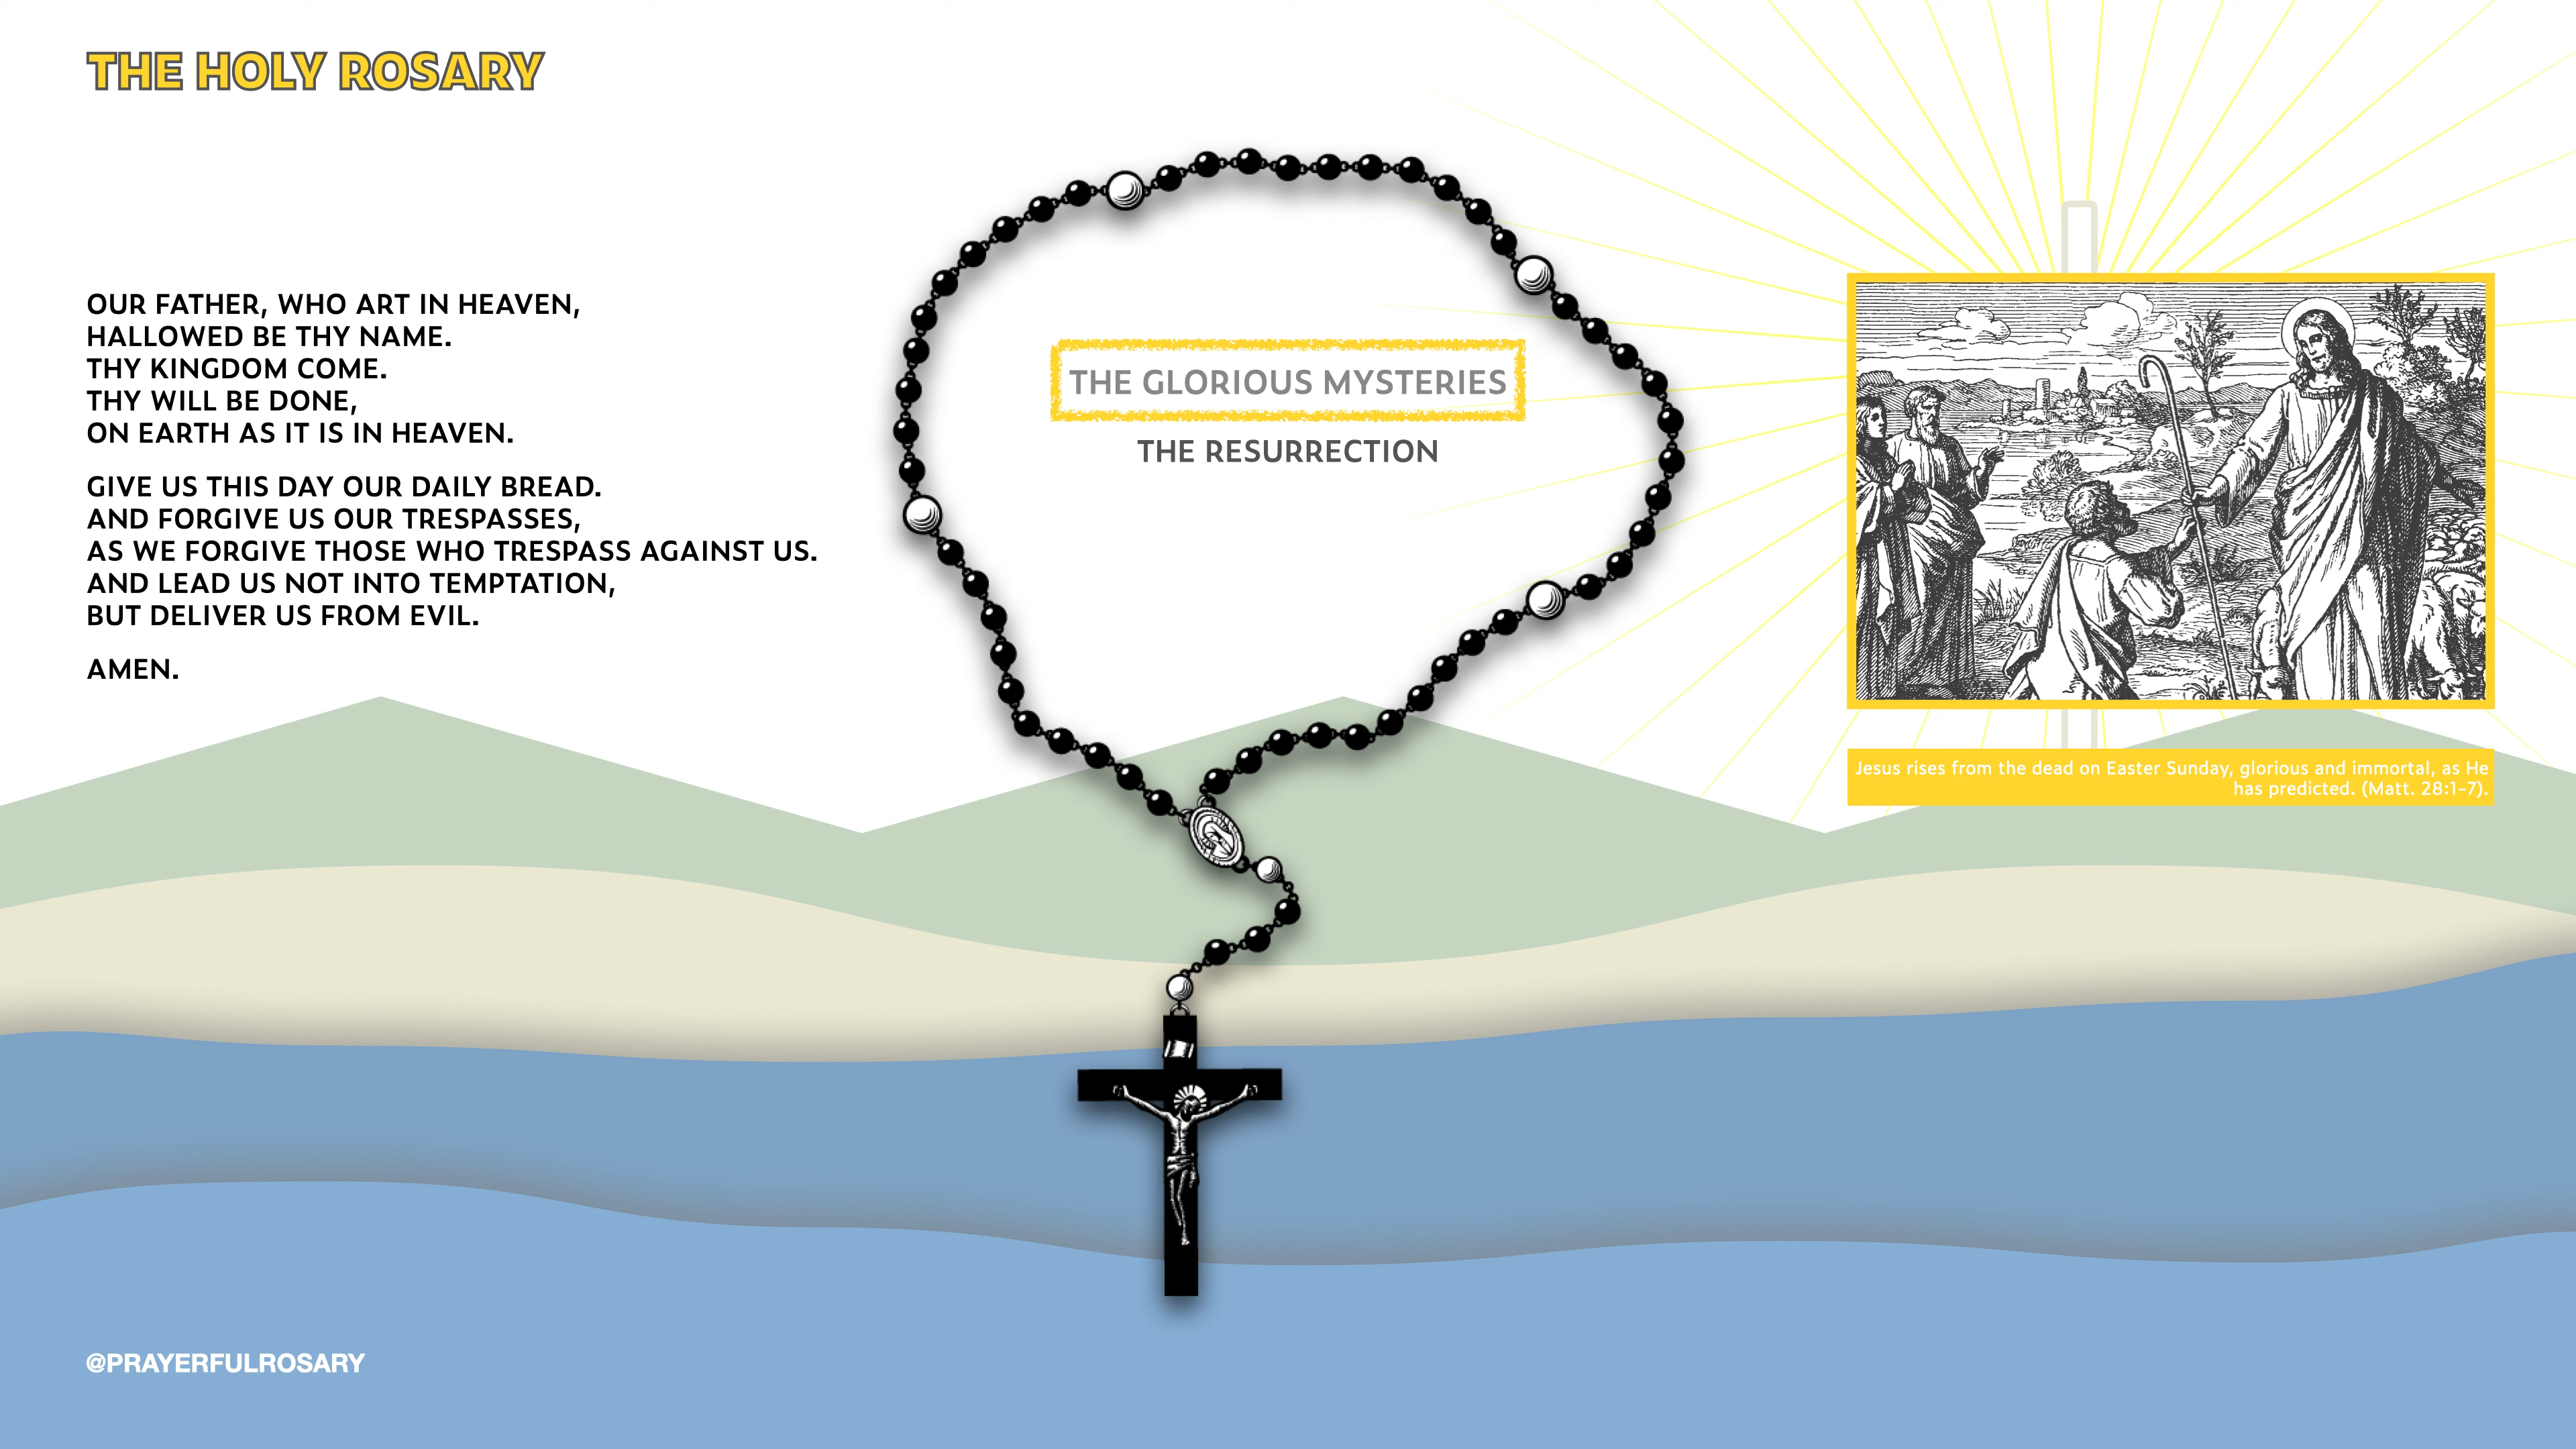 THE HOLY ROSARY
OUR FATHER, WHO ART IN HEAVEN,
HALLOWED BE THY NAME.
THY KINGDOM COME.
THY WILL BE DONE,
ON EARTH AS IT IS IN HEAVEN.
GIVE US THIS DAY OUR DAILY BREAD.
AND FORGIVE US OUR TRESPASSES,
AS WE FORGIVE THOSE WHO TRESPASS AGAINST US.
AND LEAD US NOT INTO TEMPTATION,
BUT DELIVER US FROM EVIL.
AMEN.
THE GLORIOUS MYSTERIES
THE RESURRECTION
Jesus rises from the dead on Easter Sunday, glorious and immortal, as He
has predicted. (Matt. 28:1-7).
@PRAYERFULROSARY